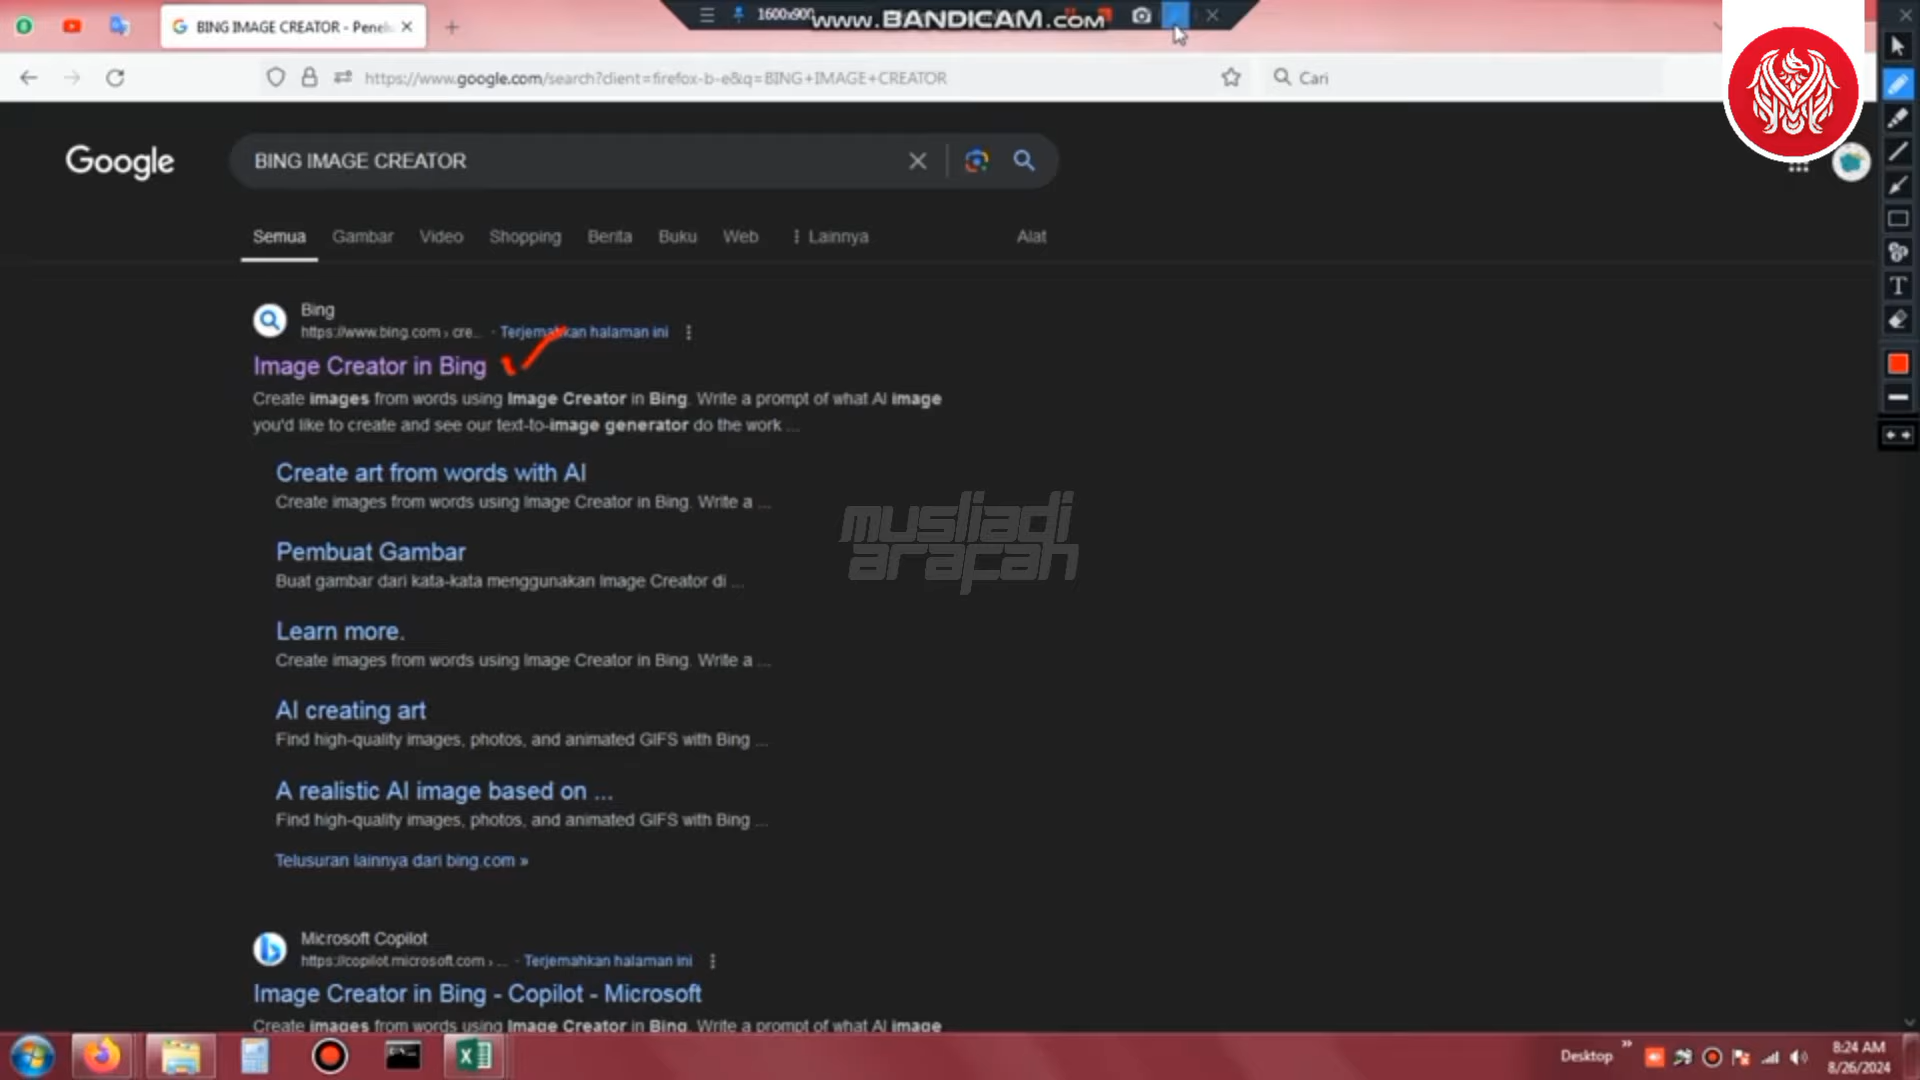 BING IMAGE CREATOR - Penel
1600x900
www.BANDICAM.com
https://www.google.com/search?client=firefox-b-e&q=BING+IMAGE+CREATOR
Cari
Google
BING IMAGE CREATOR
Semua
Gambar
Video
Shopping
Berita
Buku
Web
Lainnya
Alat
Bing
https://www.bing.com › cre... · Terjemahkan halaman ini
Image Creator in Bing
Create images from words using Image Creator in Bing. Write a prompt of what AI image
you'd like to create and see our text-to-image generator do the work ...
Create art from words with AI
Create images from words using Image Creator in Bing. Write a ...
musliadi
arafah
Pembuat Gambar
Buat gambar dari kata-kata menggunakan Image Creator di ...
Learn more.
Create images from words using Image Creator in Bing. Write a ...
AI creating art
Find high-quality images, photos, and animated GIFS with Bing ...
A realistic AI image based on ...
Find high-quality images, photos, and animated GIFS with Bing ...
Telusuran lainnya dari bing.com »
Microsoft Copilot
https://copilot.microsoft.com › ... · Terjemahkan halaman ini
Image Creator in Bing - Copilot - Microsoft
Create images from words using Image Creator in Bing. Write a prompt of what AI image
Desktop
8:24 AM
8/26/2024